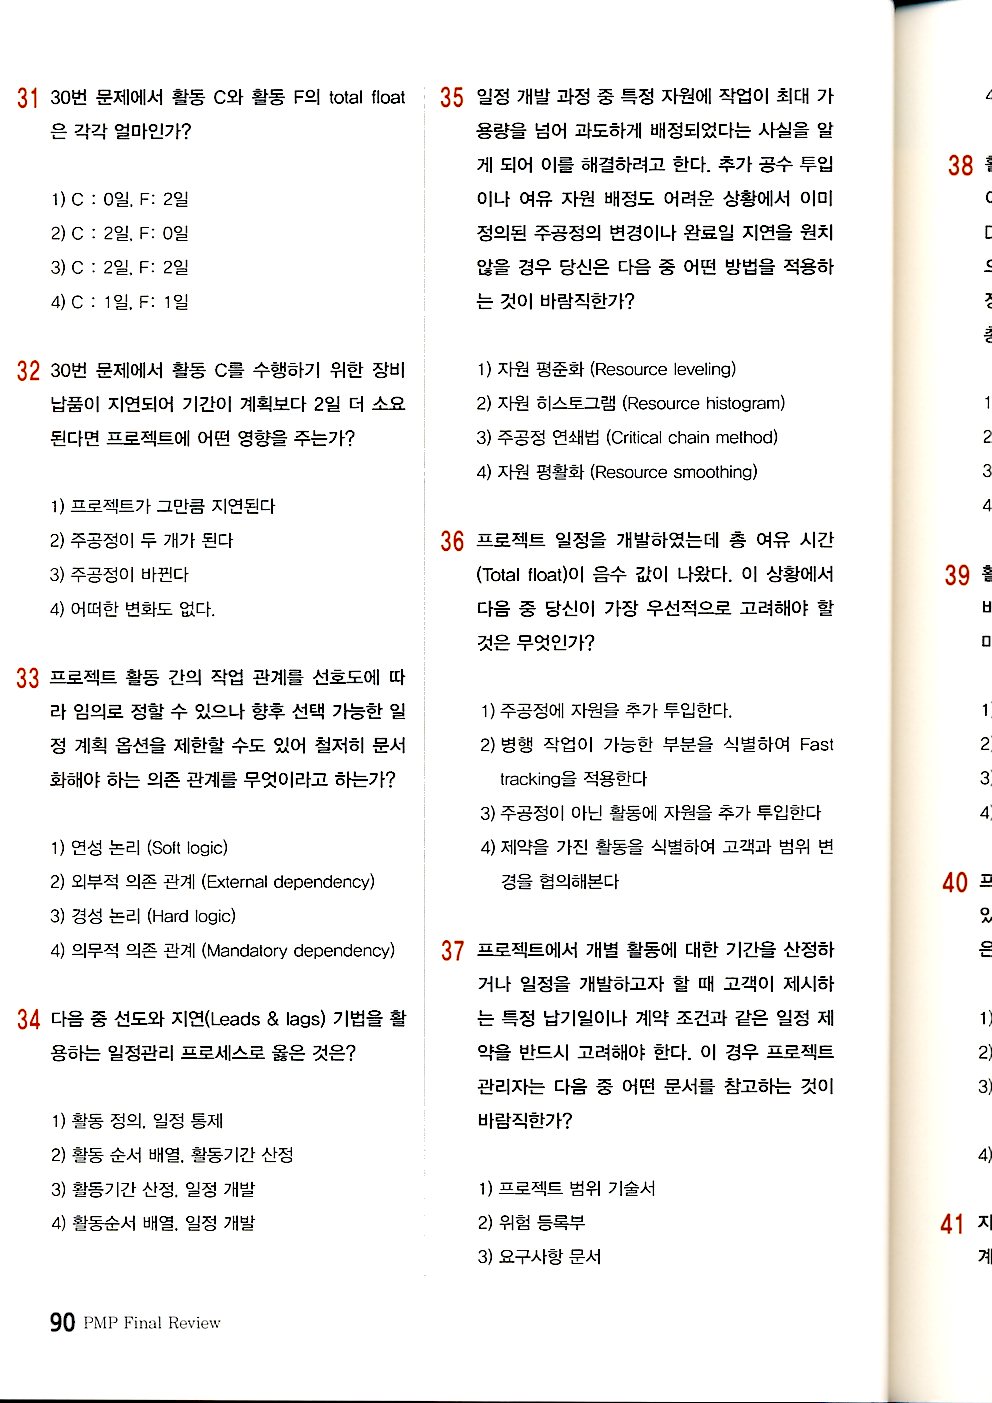 31 30번 문제에서 활동 C와 활동 F의 total float
은 각각 얼마인가?
1) C : 0일, F: 2일
2) C : 2일, F: 0일
3) C : 2일, F: 2일
4) C : 1일, F: 1일
32 30번 문제에서 활동 C를 수행하기 위한 장비
납품이 지연되어 기간이 계획보다 2일 더 소요
된다면 프로젝트에 어떤 영향을 주는가?
1) 프로젝트가 그만큼 지연된다
2) 주공정이 두 개가 된다
3) 주공정이 바뀐다
4) 어떠한 변화도 없다.
33 프로젝트 활동 간의 작업 관계를 선호도에 따
라 임의로 정할 수 있으나 향후 선택 가능한 일
정 계획 옵션을 제한할 수도 있어 철저히 문서
화해야 하는 의존 관계를 무엇이라고 하는가?
1) 연성 논리 (Soft logic)
2) 외부적 의존 관계 (External dependency)
3) 경성 논리 (Hard logic)
4) 의무적 의존 관계 (Mandatory dependency)
34 다음 중 선도와 지연(Leads & lags) 기법을 활
용하는 일정관리 프로세스로 옳은 것은?
1) 활동 정의, 일정 통제
2) 활동 순서 배열, 활동기간 산정
3) 활동기간 산정, 일정 개발
4) 활동순서 배열, 일정 개발
35 일정 개발 과정 중 특정 자원에 작업이 최대 가
용량을 넘어 과도하게 배정되었다는 사실을 알
게 되어 이를 해결하려고 한다. 추가 공수 투입
이나 여유 자원 배정도 어려운 상황에서 이미
정의된 주공정의 변경이나 완료일 지연을 원치
않을 경우 당신은 다음 중 어떤 방법을 적용하
는 것이 바람직한가?
1) 자원 평준화 (Resource leveling)
2) 자원 히스토그램 (Resource histogram)
3) 주공정 연쇄법 (Critical chain method)
4) 자원 평활화 (Resource smoothing)
36 프로젝트 일정을 개발하였는데 총 여유 시간
(Total float)이 음수 값이 나왔다. 이 상황에서
다음 중 당신이 가장 우선적으로 고려해야 할
것은 무엇인가?
1) 주공정에 자원을 추가 투입한다.
2) 병행 작업이 가능한 부분을 식별하여 Fast
tracking을 적용한다
3) 주공정이 아닌 활동에 자원을 추가 투입한다
4) 제약을 가진 활동을 식별하여 고객과 범위 변
경을 협의해본다
37 프로젝트에서 개별 활동에 대한 기간을 산정하
거나 일정을 개발하고자 할 때 고객이 제시하
는 특정 납기일이나 계약 조건과 같은 일정 제
약을 반드시 고려해야 한다. 이 경우 프로젝트
관리자는 다음 중 어떤 문서를 참고하는 것이
바람직한가?
1) 프로젝트 범위 기술서
2) 위험 등록부
3) 요구사항 문서
90 PMP Final Review
38
39
1)
2)
3)
4)
40
1)
2)
3)
4)
41